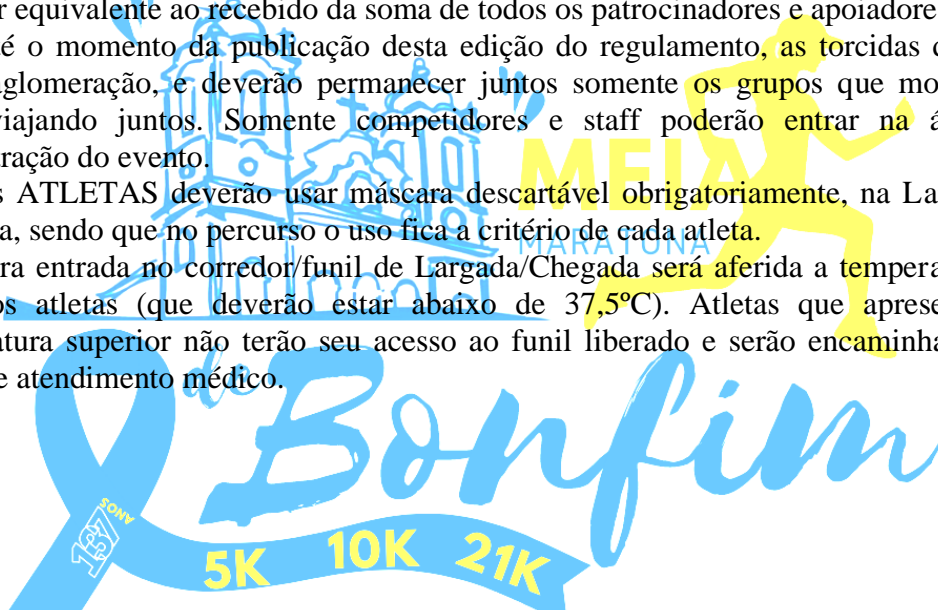 r equivalente ao recebido da soma de todos os patrocinadores e apoiadore
té o momento da publicação desta edição do regulamento, as torcidas
aglomeração, e deverão permanecer juntos somente os grupos que mo
viajando juntos. Somente competidores e staff poderão entrar na á
ração do evento.
s ATLETAS deverão usar máscara descartável obrigatoriamente, na La
a, sendo que no percurso o uso fica a critério de cada atleta.
ra entrada no corredor/funil de Largada/Chegada será aferida a tempera
os atletas (que deverão estar abaixo de 37,5ºC). Atletas que aprese
atura superior não terão seu acesso ao funil liberado e serão encaminha
e atendimento médico.
MEIA
MARATONA
do
Bonfim
137
ANOS
5K 10K 21K